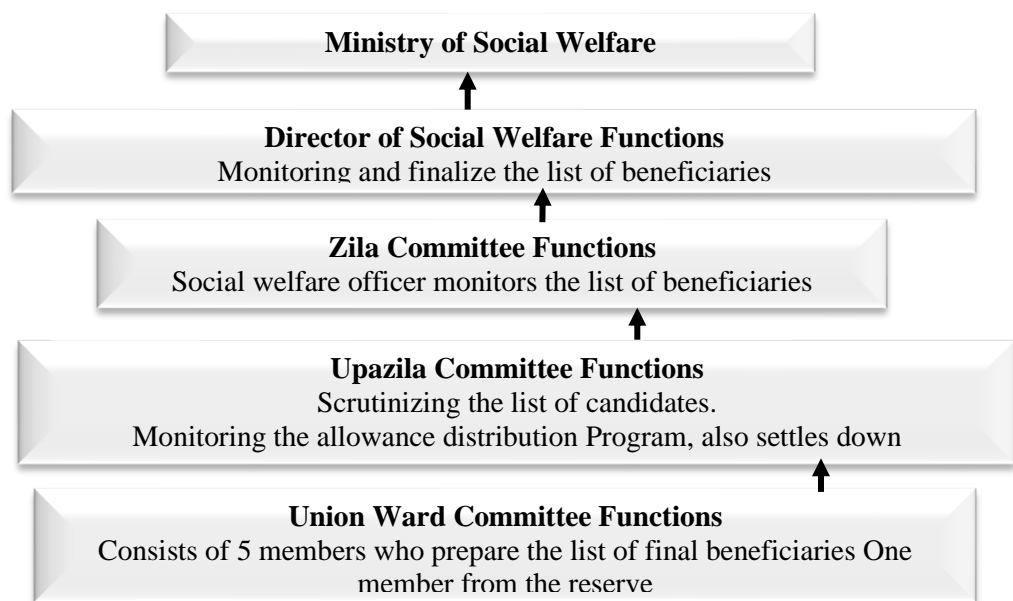 Ministry of Social Welfare
Director of Social Welfare Functions
Monitoring and finalize the list of beneficiaries
Zila Committee Functions
Social welfare officer monitors the list of beneficiaries
Upazila Committee Functions
Scrutinizing the list of candidates.
Monitoring the allowance distribution Program, also settles down
Union Ward Committee Functions
Consists of 5 members who prepare the list of final beneficiaries One
member from the reserve